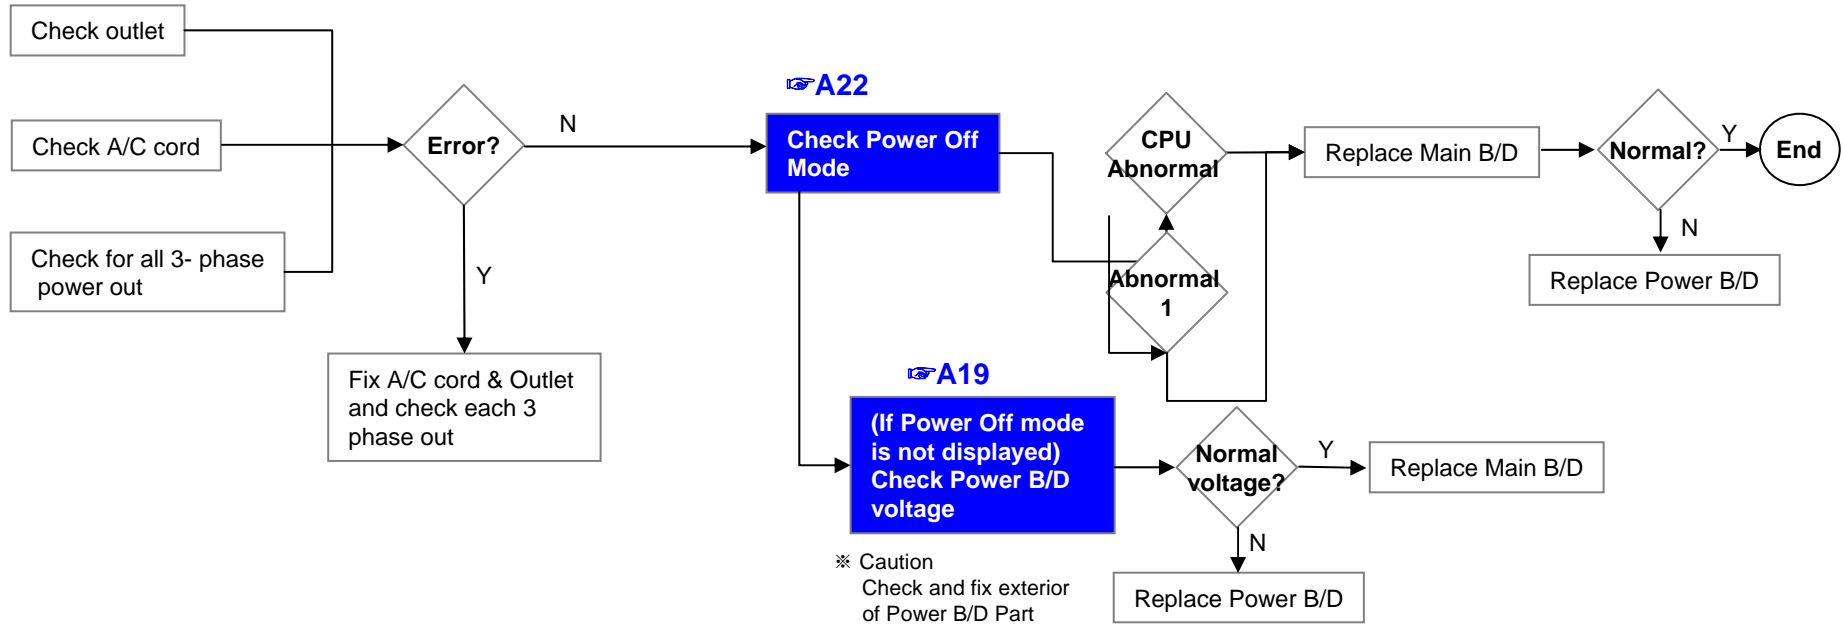 Check outlet
Check A/C cord
Check for all 3- phase
power out
Error?
N
Y
Fix A/C cord & Outlet
and check each 3
phase out
☞A22
Check Power Off
Mode
CPU
Abnormal
Abnormal
1
Replace Main B/D
Normal?
Y
End
N
Replace Power B/D
☞A19
(If Power Off mode
is not displayed)
Check Power B/D
voltage
※ Caution
Check and fix exterior
of Power B/D Part
Normal
voltage?
Y
Replace Main B/D
N
Replace Power B/D